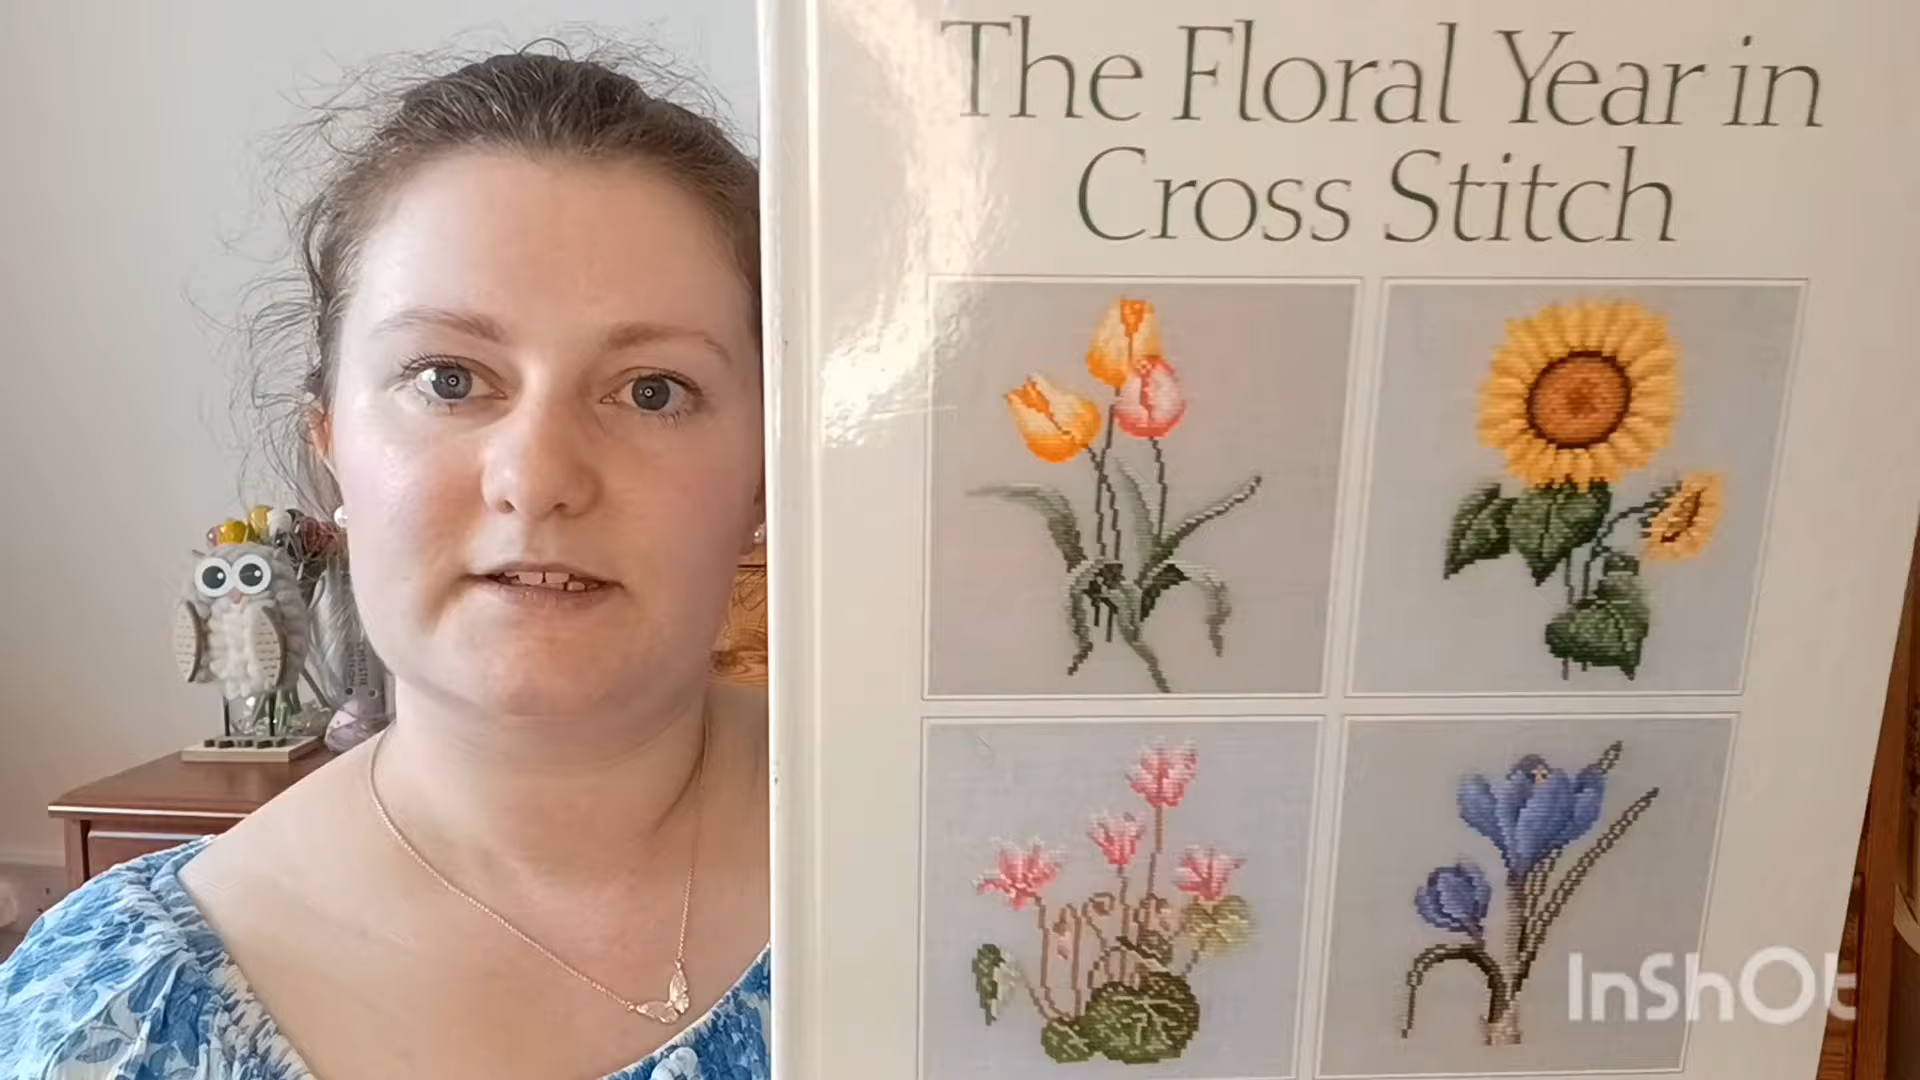 The Floral Year in
Cross Stitch
InShOt